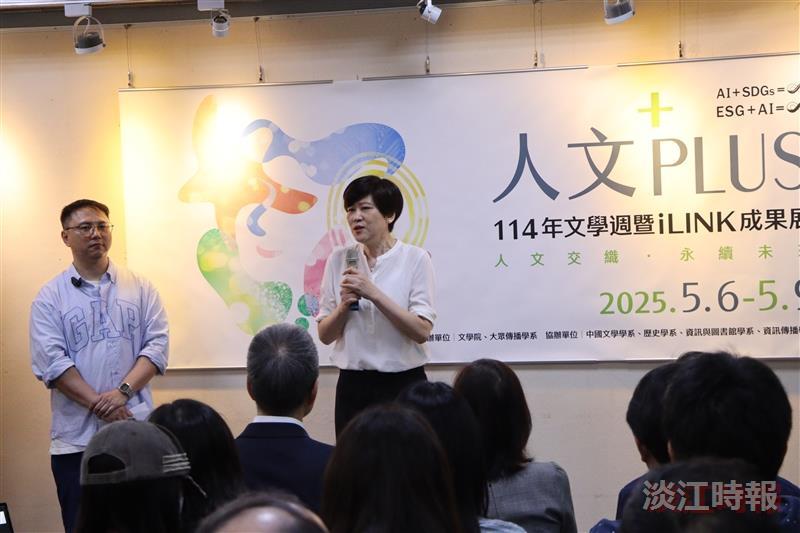 AI+SDGs=
ESG+AI=
人文PLUS
114年文學週暨iLINK成果展
人文交織・永續未
2025.5.6-5.9
辦單位｜文學院、大眾傳播學系 協辦單位｜中國文學學系、歷史學系、資訊與圖書館學系、資訊傳播
GAP
淡江時報